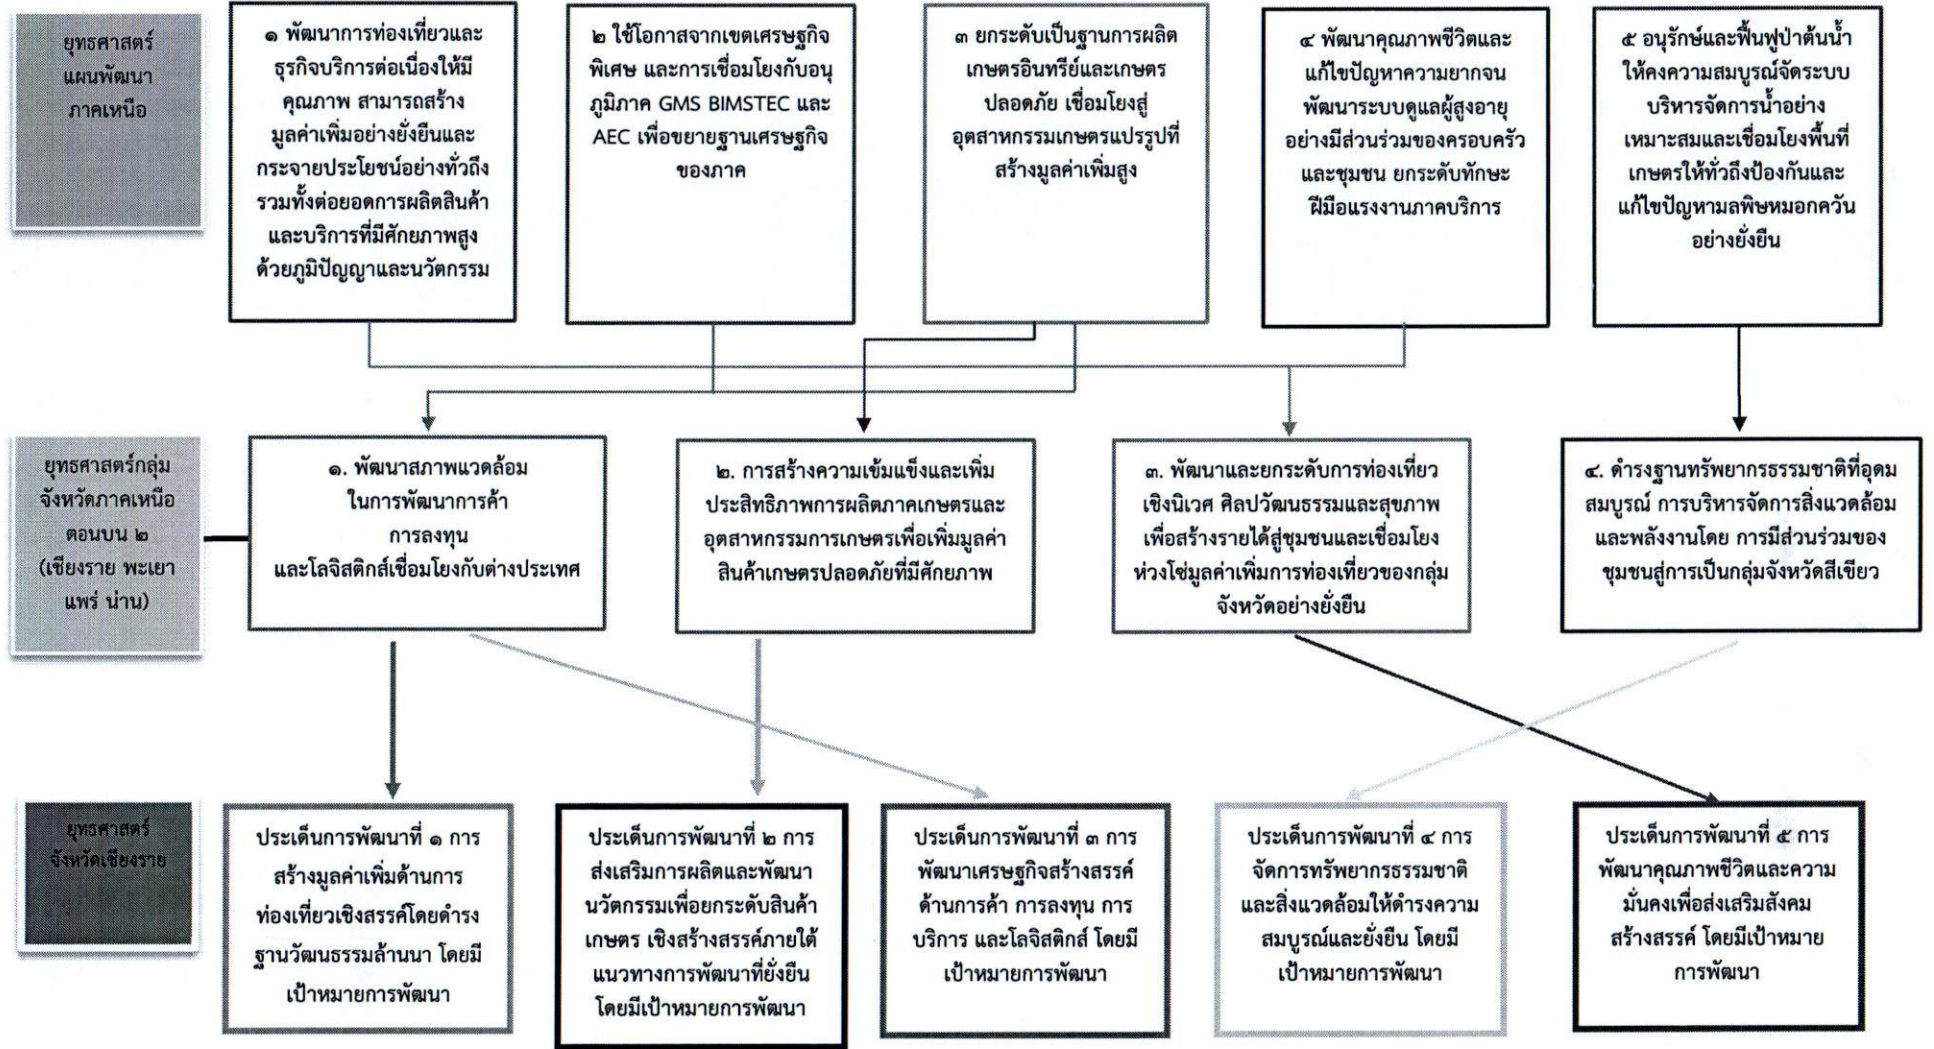 ยุทธศาสตร์
แผนพัฒนา
ภาคเหนือ
๑ พัฒนาการท่องเที่ยวและ
ธุรกิจบริการต่อเนื่องให้มี
คุณภาพ สามารถสร้าง
มูลค่าเพิ่มอย่างยั่งยืนและ
กระจายประโยชน์อย่างทั่วถึง
รวมทั้งต่อยอดการผลิตสินค้า
และบริการที่มีศักยภาพสูง
ด้วยภูมิปัญญาและนวัตกรรม
๒ ใช้โอกาสจากเขตเศรษฐกิจ
พิเศษ และการเชื่อมโยงกับอนุ
ภูมิภาค GMS BIMSTEC และ
AEC เพื่อขยายฐานเศรษฐกิจ
ของภาค
๓ ยกระดับเป็นฐานการผลิต
เกษตรอินทรีย์และเกษตร
ปลอดภัย เชื่อมโยงสู่
อุตสาหกรรมเกษตรแปรรูปที่
สร้างมูลค่าเพิ่มสูง
๔ พัฒนาคุณภาพชีวิตและ
แก้ไขปัญหาความยากจน
พัฒนาระบบดูแลผู้สูงอายุ
อย่างมีส่วนร่วมของครอบครัว
และชุมชน ยกระดับทักษะ
ฝีมือแรงงานภาคบริการ
๕ อนุรักษ์และฟื้นฟูป่าต้นน้ำ
ให้คงความสมบูรณ์จัดระบบ
บริหารจัดการน้ำอย่าง
เหมาะสมและเชื่อมโยงพื้นที่
เกษตรให้ทั่วถึงป้องกันและ
แก้ไขปัญหามลพิษหมอกควัน
อย่างยั่งยืน
ยุทธศาสตร์กลุ่ม
จังหวัดภาคเหนือ
ตอนบน ๒
(เชียงราย พะเยา
แพร่ น่าน)
๑. พัฒนาสภาพแวดล้อม
ในการพัฒนาการค้า
การลงทุน
และโลจิสติกส์เชื่อมโยงกับต่างประเทศ
๒. การสร้างความเข้มแข็งและเพิ่ม
ประสิทธิภาพการผลิตภาคเกษตรและ
อุตสาหกรรมการเกษตรเพื่อเพิ่มมูลค่า
สินค้าเกษตรปลอดภัยที่มีศักยภาพ
๓. พัฒนาและยกระดับการท่องเที่ยว
เชิงนิเวศ ศิลปวัฒนธรรมและสุขภาพ
เพื่อสร้างรายได้สู่ชุมชนและเชื่อมโยง
ห่วงโซ่มูลค่าเพิ่มการท่องเที่ยวของกลุ่ม
จังหวัดอย่างยั่งยืน
๔. ดำรงฐานทรัพยากรธรรมชาติที่อุดม
สมบูรณ์ การบริหารจัดการสิ่งแวดล้อม
และพลังงานโดย การมีส่วนร่วมของ
ชุมชนสู่การเป็นกลุ่มจังหวัดสีเขียว
ยุทธศาสตร์
จังหวัดเชียงราย
ประเด็นการพัฒนาที่ ๑ การ
สร้างมูลค่าเพิ่มด้านการ
ท่องเที่ยวเชิงสรรค์โดยดำรง
ฐานวัฒนธรรมล้านนา โดยมี
เป้าหมายการพัฒนา
ประเด็นการพัฒนาที่ ๒ การ
ส่งเสริมการผลิตและพัฒนา
นวัตกรรมเพื่อยกระดับสินค้า
เกษตร เชิงสร้างสรรค์ภายใต้
แนวทางการพัฒนาที่ยั่งยืน
โดยมีเป้าหมายการพัฒนา
ประเด็นการพัฒนาที่ ๓ การ
พัฒนาเศรษฐกิจสร้างสรรค์
ด้านการค้า การลงทุน การ
บริการ และโลจิสติกส์ โดยมี
เป้าหมายการพัฒนา
ประเด็นการพัฒนาที่ ๔ การ
จัดการทรัพยากรธรรมชาติ
และสิ่งแวดล้อมให้ดำรงความ
สมบูรณ์และยั่งยืน โดยมี
เป้าหมายการพัฒนา
ประเด็นการพัฒนาที่ ๕ การ
พัฒนาคุณภาพชีวิตและความ
มั่นคงเพื่อส่งเสริมสังคม
สร้างสรรค์ โดยมีเป้าหมาย
การพัฒนา